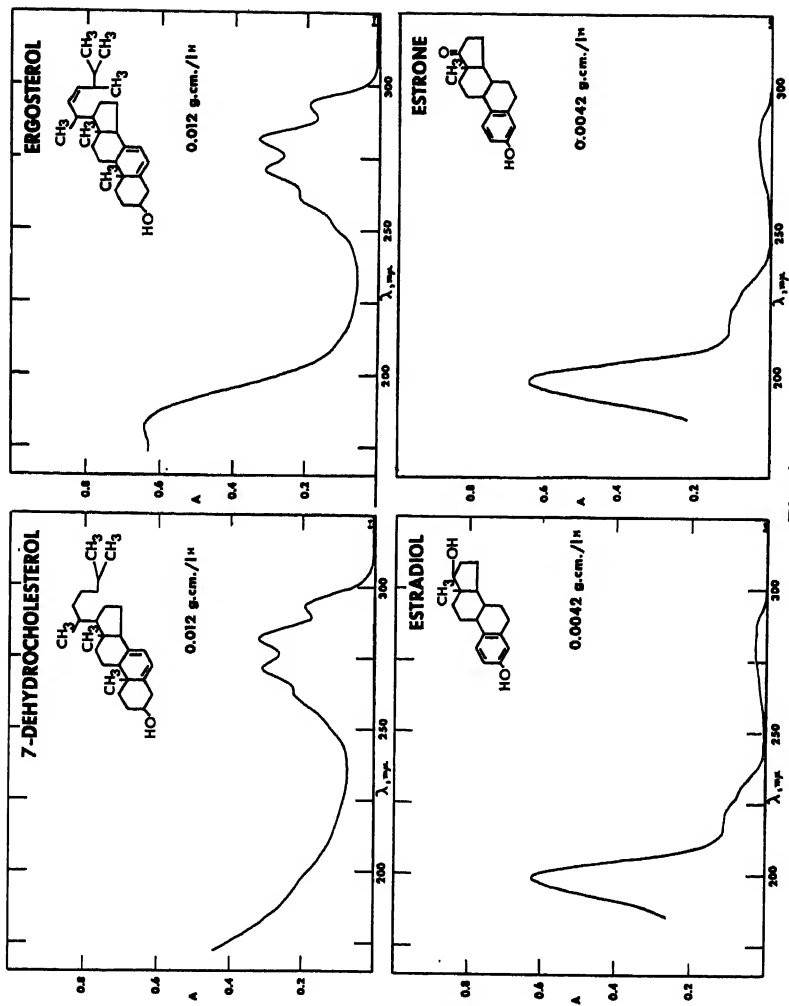 7-DEHYDROCHOLESTEROL
CH3
CH3
CH3
CH3
CH3
HO
0.012 g.cm./l
0.8
A
0.6
0.4
0.2
200
λ, mμ
250
300
ERGOSTEROL
CH3
CH3
CH3
CH3
CH3
CH3
HO
0.012 g.cm./l
0.8
A
0.6
0.4
0.2
200
λ, mμ
250
300
ESTRADIOL
CH3
OH
HO
0.0042 g.cm./l
0.8
A
0.6
0.4
0.2
200
λ, mμ
250
300
ESTRONE
CH3
O
HO
0.0042 g.cm./l
0.8
A
0.6
0.4
0.2
200
λ, mμ
250
300